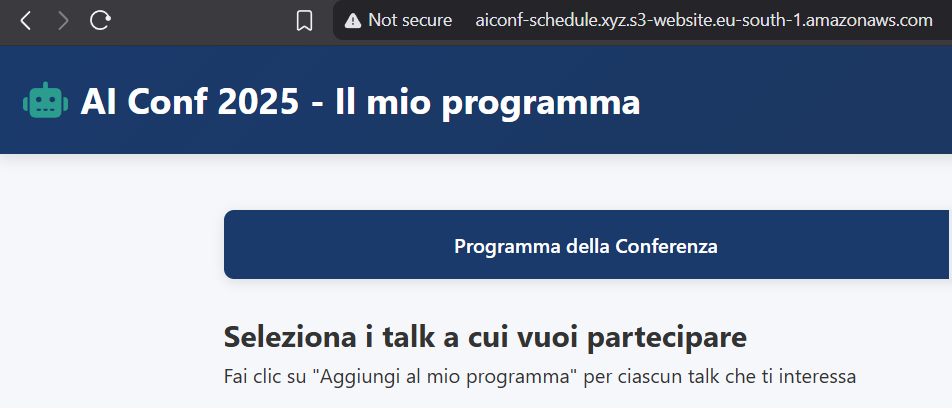 Not secure aiconf-schedule.xyz.s3-website.eu-south-1.amazonaws.com
AI Conf 2025 - Il mio programma
Programma della Conferenza
Seleziona i talk a cui vuoi partecipare
Fai clic su "Aggiungi al mio programma" per ciascun talk che ti interessa